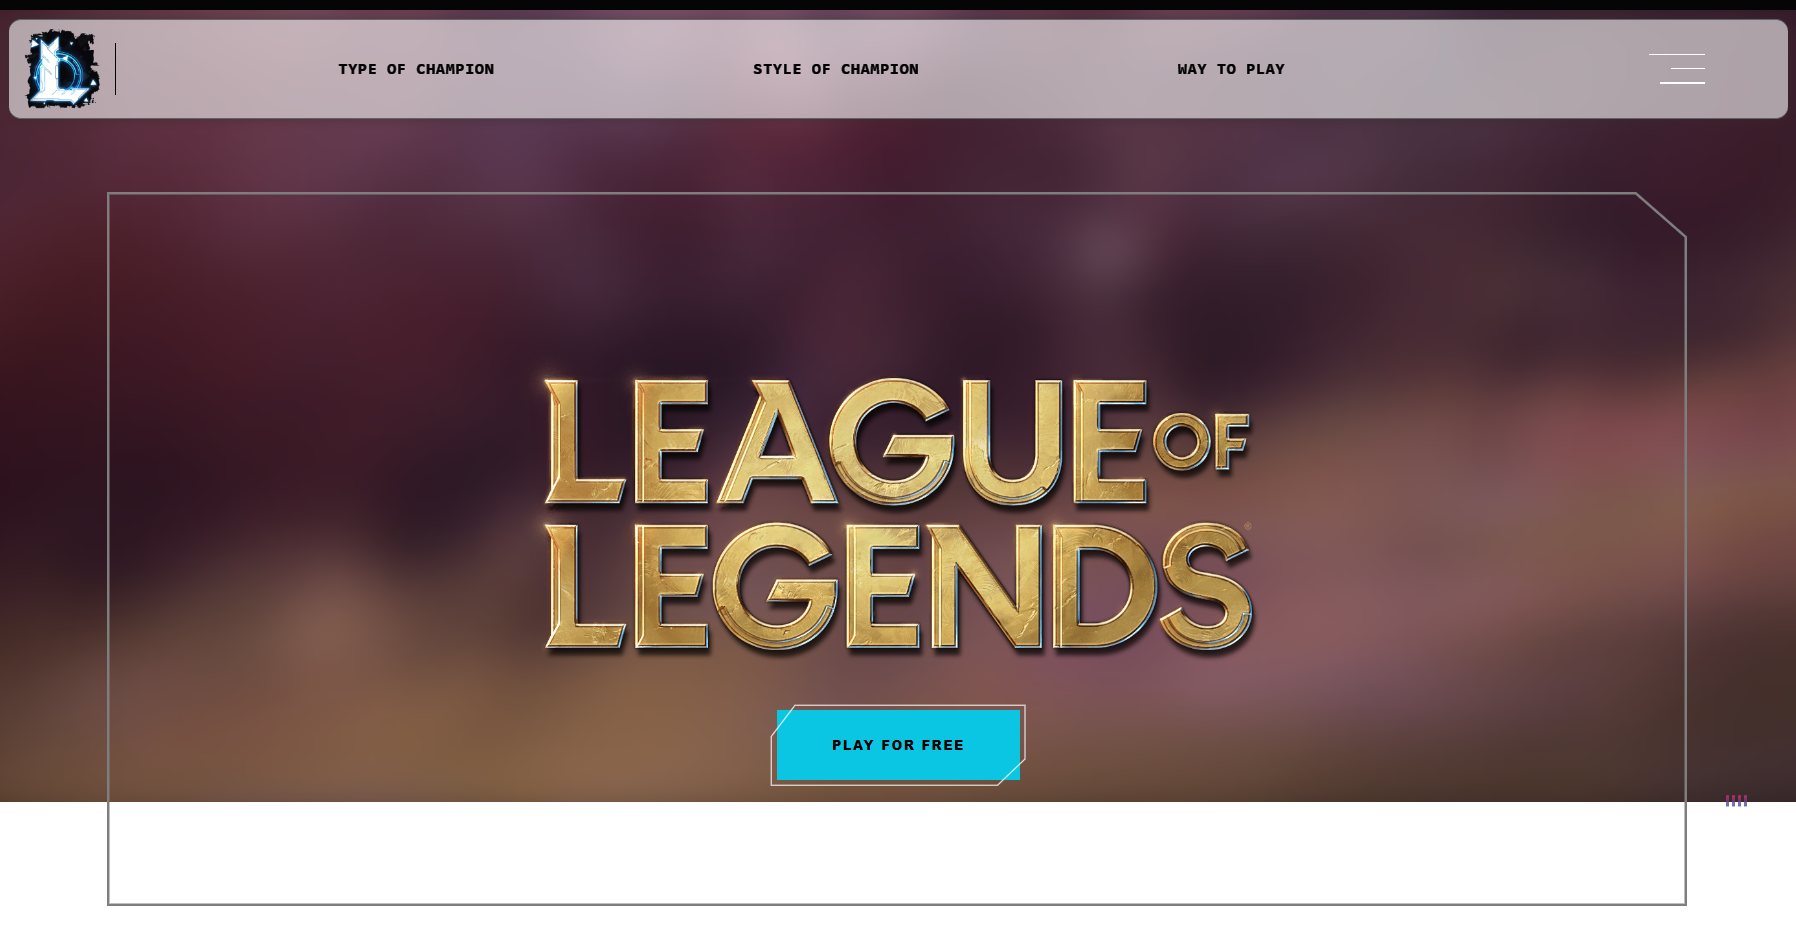 TYPE OF CHAMPION
STYLE OF CHAMPION
WAY TO PLAY
LEAGUE OF
LEGENDS®
PLAY FOR FREE